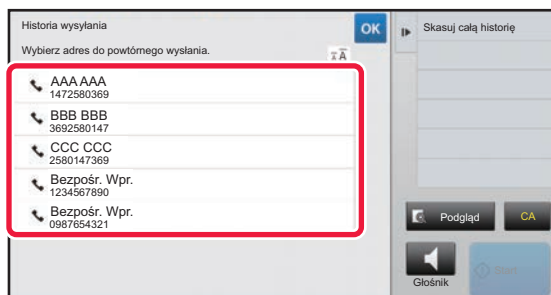 Historia wysyłania
OK
Skasuj całą historię
Wybierz adres do powtórnego wysłania.
AAA AAA
1472580369
BBB BBB
3692580147
CCC CCC
2580147369
Bezpośr. Wpr.
1234567890
Bezpośr. Wpr.
0987654321
Podgląd
CA
Głośnik
Start